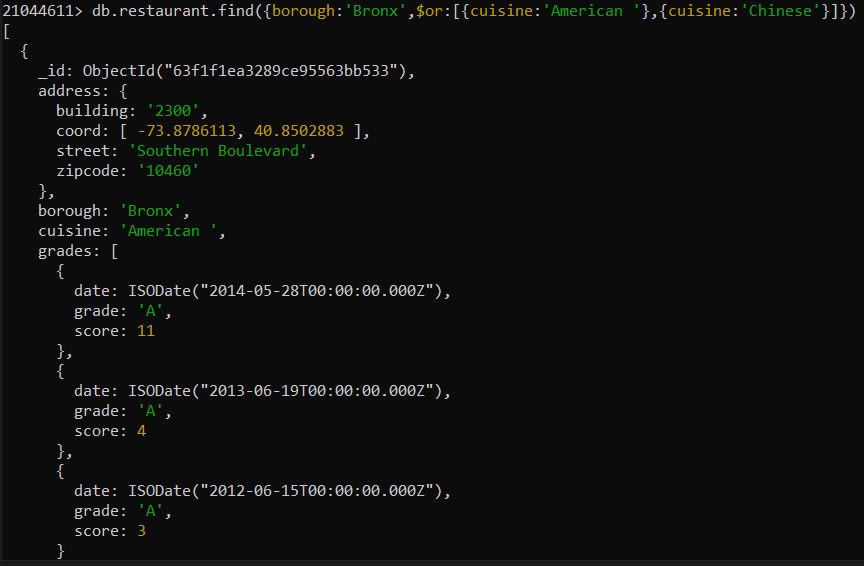 21044611> db.restaurant.find({borough:'Bronx',$or:[{cuisine:'American '},{cuisine:'Chinese'}]})
[
  {
    _id: ObjectId("63f1f1ea3289ce95563bb533"),
    address: {
      building: '2300',
      coord: [ -73.8786113, 40.8502883 ],
      street: 'Southern Boulevard',
      zipcode: '10460'
    },
    borough: 'Bronx',
    cuisine: 'American ',
    grades: [
      {
        date: ISODate("2014-05-28T00:00:00.000Z"),
        grade: 'A',
        score: 11
      },
      {
        date: ISODate("2013-06-19T00:00:00.000Z"),
        grade: 'A',
        score: 4
      },
      {
        date: ISODate("2012-06-15T00:00:00.000Z"),
        grade: 'A',
        score: 3
      }